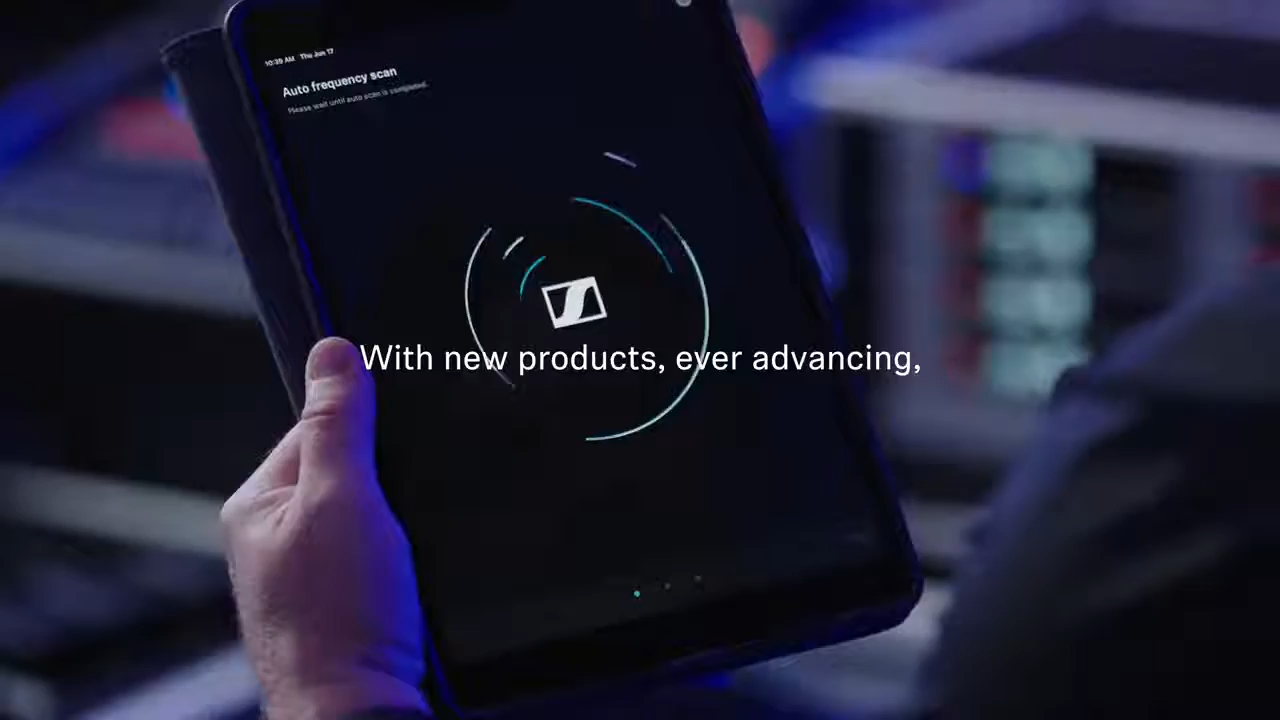 10:39 AM Thu Jun 17
Auto frequency scan
Please wait until auto scan is completed.
With new products, ever advancing,